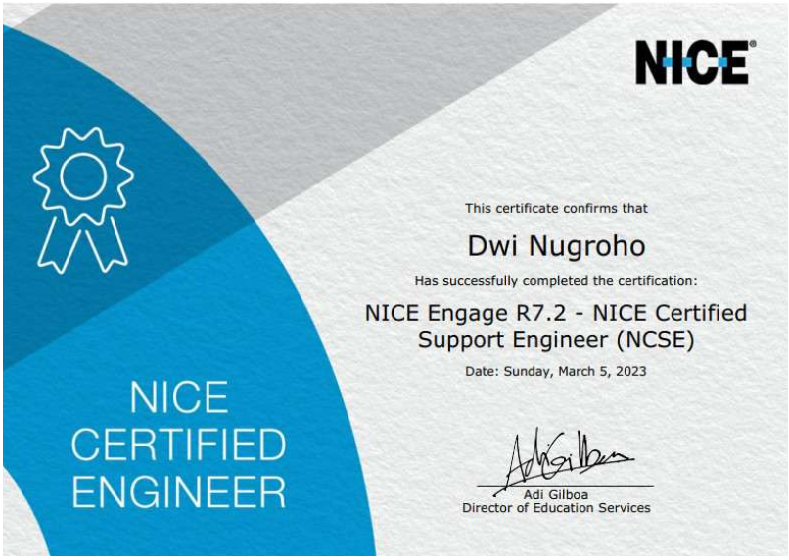 NICE®
This certificate confirms that
Dwi Nugroho
Has successfully completed the certification:
NICE Engage R7.2 - NICE Certified
Support Engineer (NCSE)
Date: Sunday, March 5, 2023
Adi Gilboa
Adi Gilboa
Director of Education Services
NICE
CERTIFIED
ENGINEER